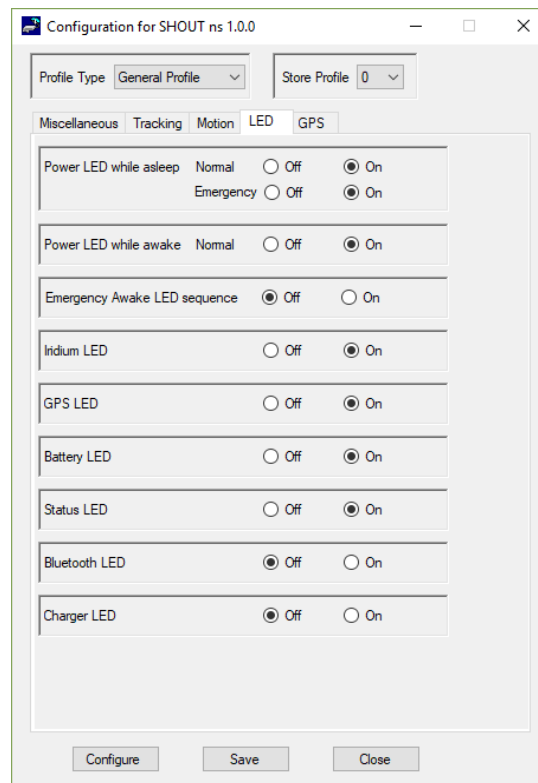 Configuration for SHOUT ns 1.0.0
Profile Type General Profile Store Profile 0
Miscellaneous Tracking Motion LED GPS
Power LED while asleep Normal Off On
Emergency Off On
Power LED while awake Normal Off On
Emergency Awake LED sequence Off On
Iridium LED Off On
GPS LED Off On
Battery LED Off On
Status LED Off On
Bluetooth LED Off On
Charger LED Off On
Configure Save Close